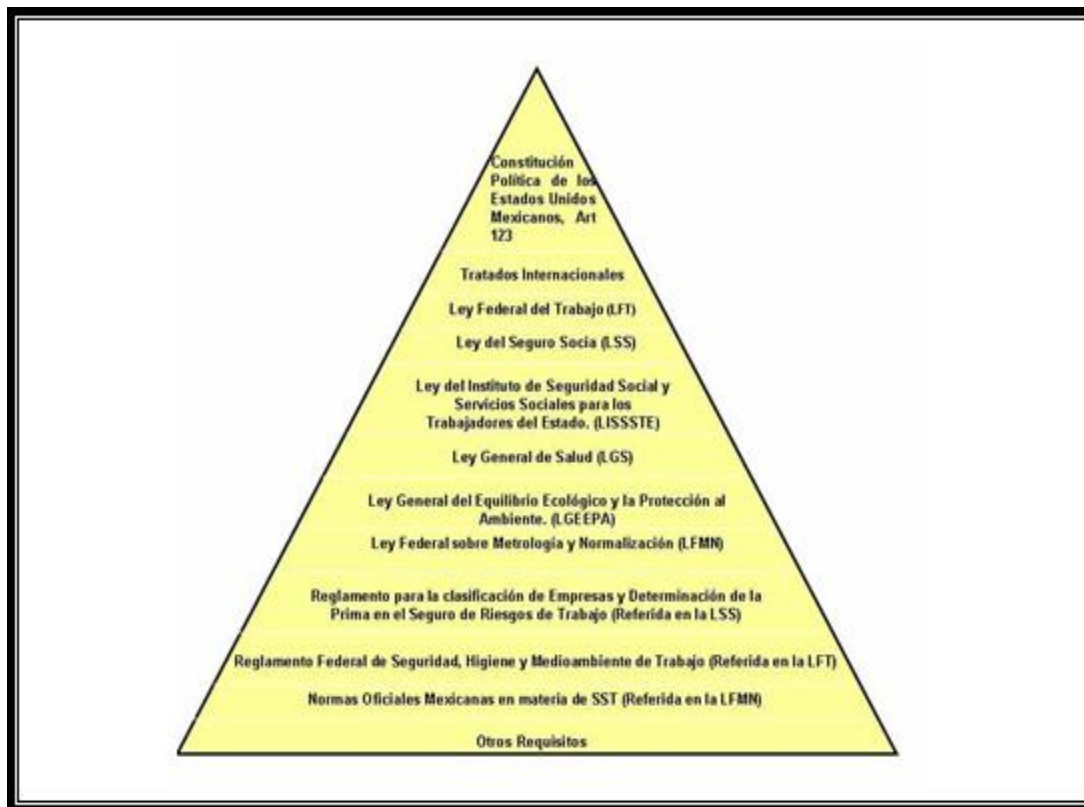 Constitución
Política de los
Estados Unidos
Mexicanos, Art
123
Tratados Internacionales
Ley Federal del Trabajo (LFT)
Ley del Seguro Socia (LSS)
Ley del Instituto de Seguridad Social y
Servicios Sociales para los
Trabajadores del Estado. (LISSSTE)
Ley General de Salud (LGS)
Ley General del Equilibrio Ecológico y la Protección al
Ambiente. (LGEEPA)
Ley Federal sobre Metrología y Normalización (LFMN)
Reglamento para la clasificación de Empresas y Determinación de la
Prima en el Seguro de Riesgos de Trabajo (Referida en la LSS)
Reglamento Federal de Seguridad, Higiene y Medioambiente de Trabajo (Referida en la LFT)
Normas Oficiales Mexicanas en materia de SST (Referida en la LFMN)
Otros Requisitos